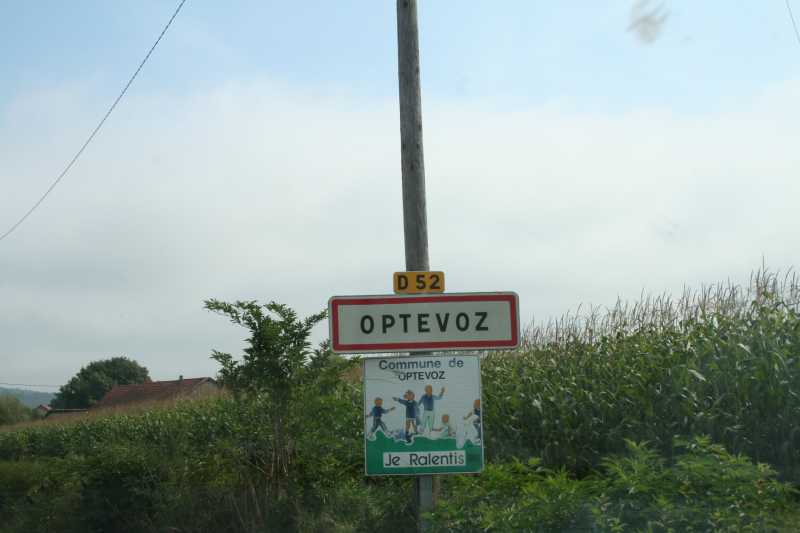 D 52
OPTEVOZ
Commune de
OPTEVOZ
Je Ralentis